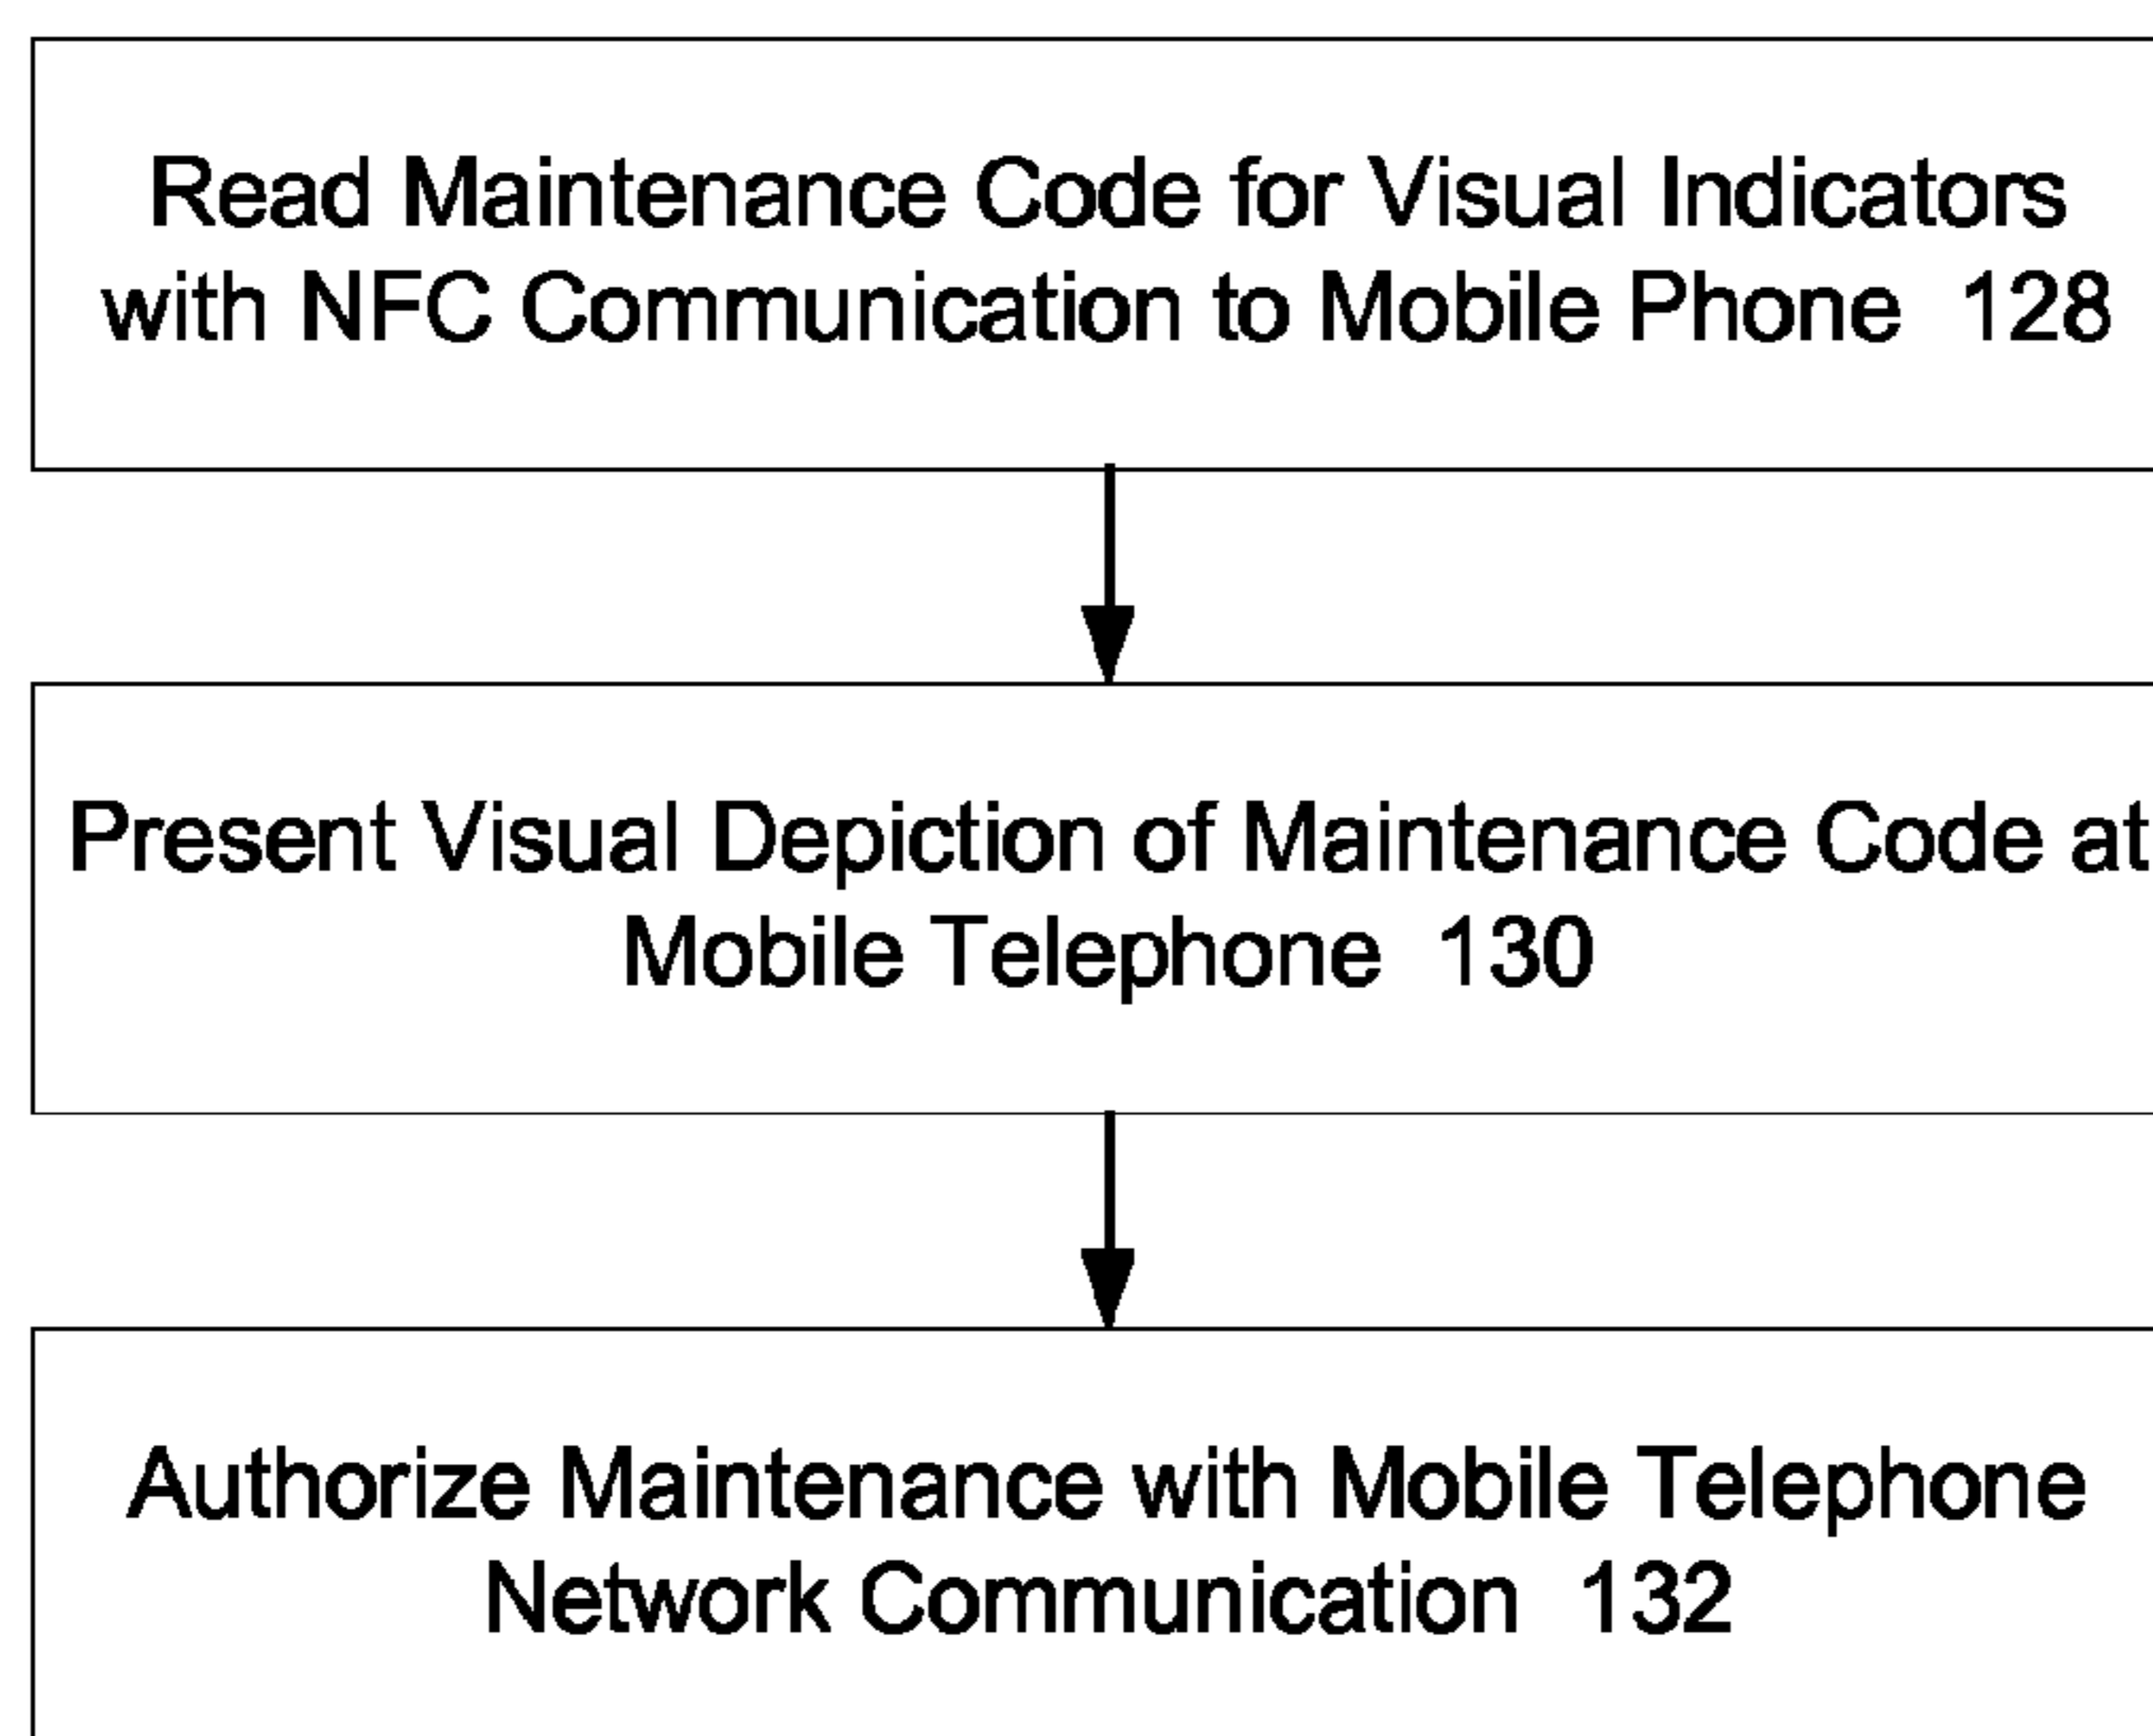 Read Maintenance Code for Visual Indicators
with NFC Communication to Mobile Phone 128
Present Visual Depiction of Maintenance Code at
Mobile Telephone 130
Authorize Maintenance with Mobile Telephone
Network Communication 132